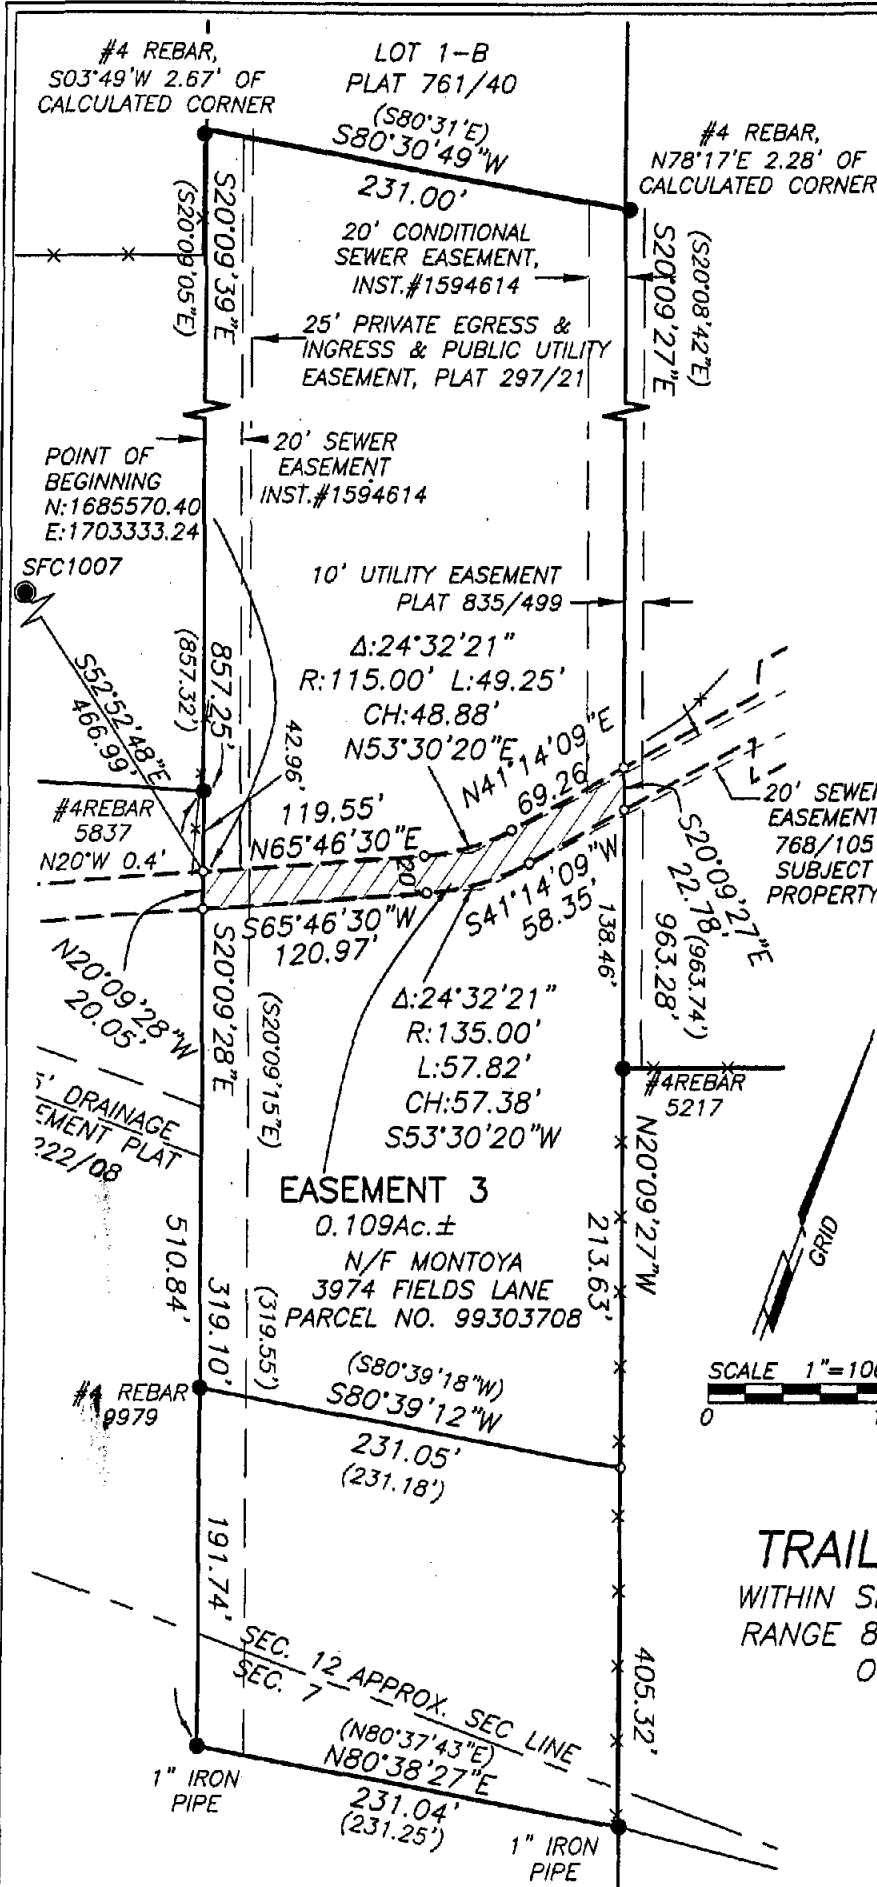 #4 REBAR,
S03°49'W 2.67' OF
CALCULATED CORNER
LOT 1-B
PLAT 761/40
(S80°31'E)
S80°30'49"W
231.00'
#4 REBAR,
N78°17'E 2.28' OF
CALCULATED CORNER
S20°09'39"E
(S20°09'05"E)
20' CONDITIONAL
SEWER EASEMENT,
INST.#1594614
S20°09'27"E
(S20°08'42"E)
25' PRIVATE EGRESS &
INGRESS & PUBLIC UTILITY
EASEMENT, PLAT 297/21
POINT OF
BEGINNING
N:1685570.40
E:1703333.24
20' SEWER
EASEMENT
INST.#1594614
SFC1007
10' UTILITY EASEMENT
PLAT 835/499
S52°52'48"E
466.99'
857.25'
(857.32')
42.96'
Δ:24°32'21"
R:115.00' L:49.25'
CH:48.88'
N53°30'20"E
N41°14'09"E
69.26
#4REBAR
5837
N20°W 0.4'
119.55'
N65°46'30"E
20'
S65°46'30"W
120.97'
S41°14'09"W
58.35'
138.46'
S20°09'27"E
22.78'
(963.74')
963.28'
20' SEWER
EASEMENT
768/105
SUBJECT
PROPERTY
N20°09'28"W
20.05'
S20°09'28"E
(S20°09'15"E)
Δ:24°32'21"
R:135.00'
L:57.82'
CH:57.38'
S53°30'20"W
5' DRAINAGE
EMENT PLAT
222/08
#4REBAR
5217
EASEMENT 3
0.109Ac.±
N/F MONTOYA
3974 FIELDS LANE
PARCEL NO. 99303708
N20°09'27"W
213.63'
510.84'
319.10'
(319.55')
GRID
SCALE 1"=100
0 1
#4 REBAR
9979
(S80°39'18"W)
S80°39'12"W
231.05'
(231.18')
191.74'
TRAIL
WITHIN S
RANGE 8
O
SEC. 12 APPROX. SEC LINE
SEC. 7
405.32'
(N80°37'43"E)
N80°38'27"E
231.04'
(231.25')
1" IRON
PIPE
1" IRON
PIPE